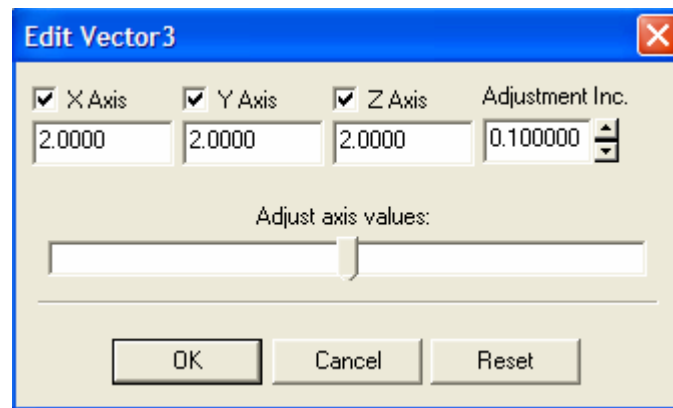 Edit Vector3
X Axis Y Axis Z Axis Adjustment Inc.
2.0000 2.0000 2.0000 0.100000
Adjust axis values:
OK Cancel Reset